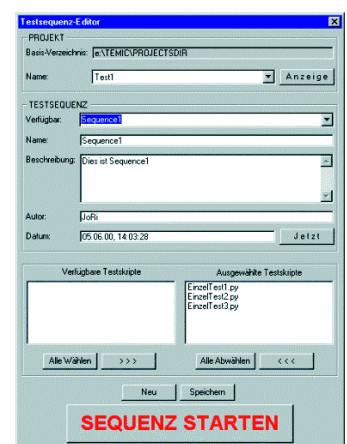 Testsequenz-Editor
PROJEKT
Basis-Verzeichnis: e:\TEMIC\PROJECTSDIR
Name: Test1 Anzeige
TESTSEQUENZ
Verfügbar: Sequence1
Name: Sequence1
Beschreibung: Dies ist Sequence1
Autor: JoRi
Datum: 05.06.00, 14:03:28 Jetzt
Verfügbare Testskripte Ausgewählte Testskripte
EinzelTest1.py
EinzelTest2.py
EinzelTest3.py
Alle Wählen >>> Alle Abwählen <<<
Neu Speichern
SEQUENZ STARTEN